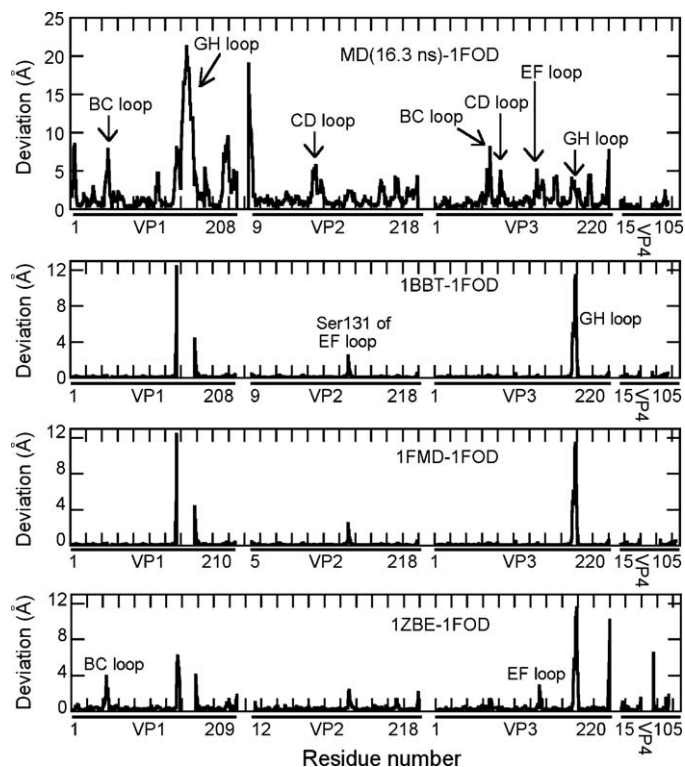 25
20
15
10
5
0
Deviation (Å)
MD(16.3 ns)-1FOD
GH loop
BC loop
CD loop
BC loop
CD loop
EF loop
GH loop
1 VP1 208 9 VP2 218 1 VP3 220 15 VP4 105
12
8
4
0
Deviation (Å)
1BBT-1FOD
Ser131 of
EF loop
GH loop
1 VP1 208 9 VP2 218 1 VP3 220 15 VP4 105
12
8
4
0
Deviation (Å)
1FMD-1FOD
1 VP1 210 5 VP2 218 1 VP3 220 15 VP4 105
12
8
4
0
Deviation (Å)
1ZBE-1FOD
BC loop
EF loop
1 VP1 209 12 VP2 218 1 VP3 220 15 VP4 105
Residue number